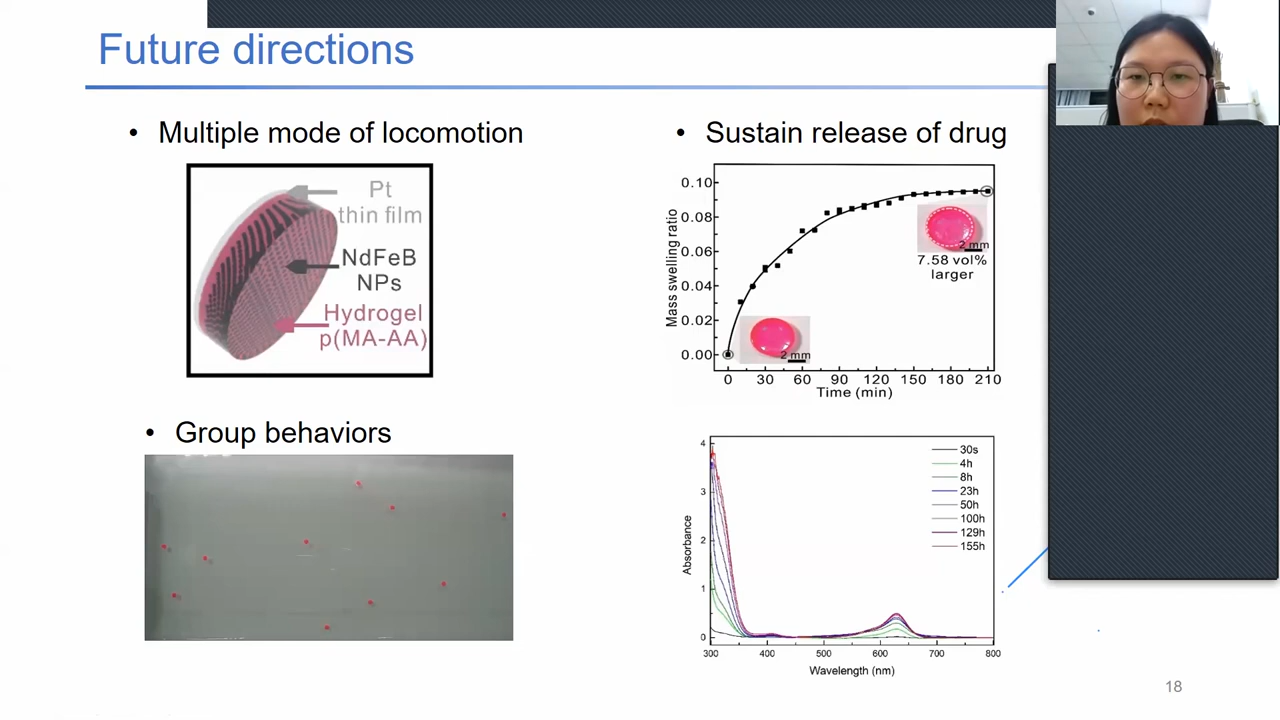 Future directions
• Multiple mode of locomotion
Pt
thin film
NdFeB
NPs
Hydrogel
p(MA-AA)
• Sustain release of drug
Mass swelling ratio
0.10
0.08
0.06
0.04
0.02
0.00
2 mm
7.58 vol%
larger
2 mm
0 30 60 90 120 150 180 210
Time (min)
• Group behaviors
Absorbance
4
3
2
1
0
30s
4h
8h
23h
50h
100h
129h
155h
300 400 500 600 700 800
Wavelength (nm)
18